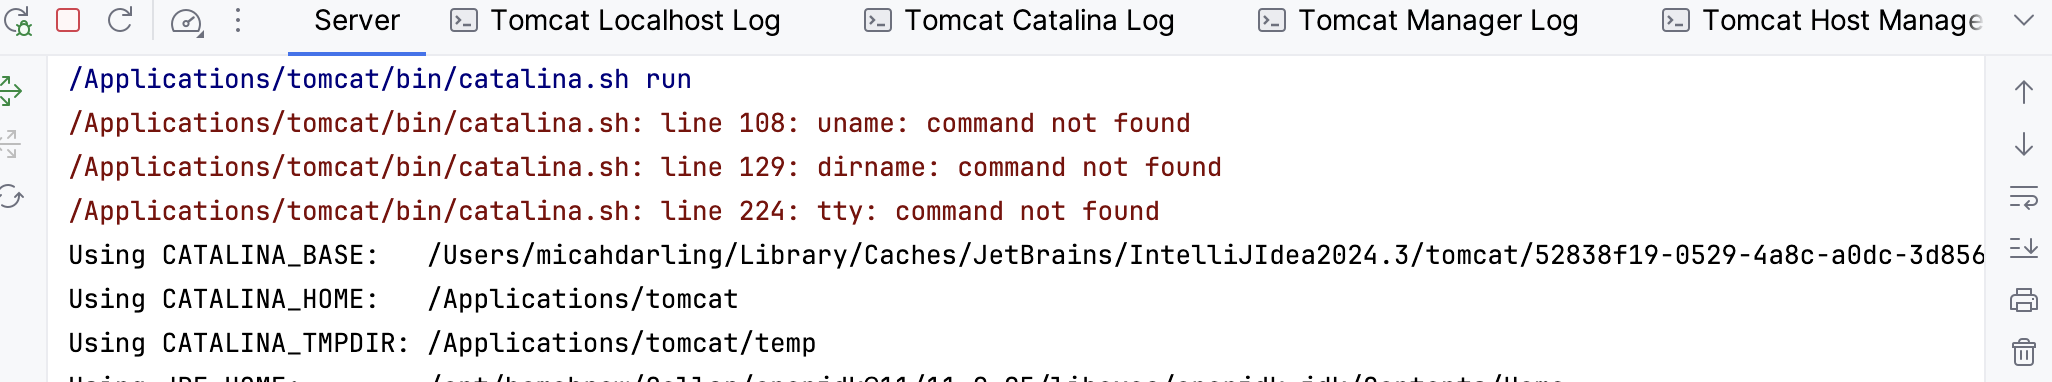 Server Tomcat Localhost Log Tomcat Catalina Log Tomcat Manager Log Tomcat Host Manage
/Applications/tomcat/bin/catalina.sh run
/Applications/tomcat/bin/catalina.sh: line 108: uname: command not found
/Applications/tomcat/bin/catalina.sh: line 129: dirname: command not found
/Applications/tomcat/bin/catalina.sh: line 224: tty: command not found
Using CATALINA_BASE:   /Users/micahdarling/Library/Caches/JetBrains/IntelliJIdea2024.3/tomcat/52838f19-0529-4a8c-a0dc-3d856
Using CATALINA_HOME:   /Applications/tomcat
Using CATALINA_TMPDIR: /Applications/tomcat/temp
Using JRE_HOME: